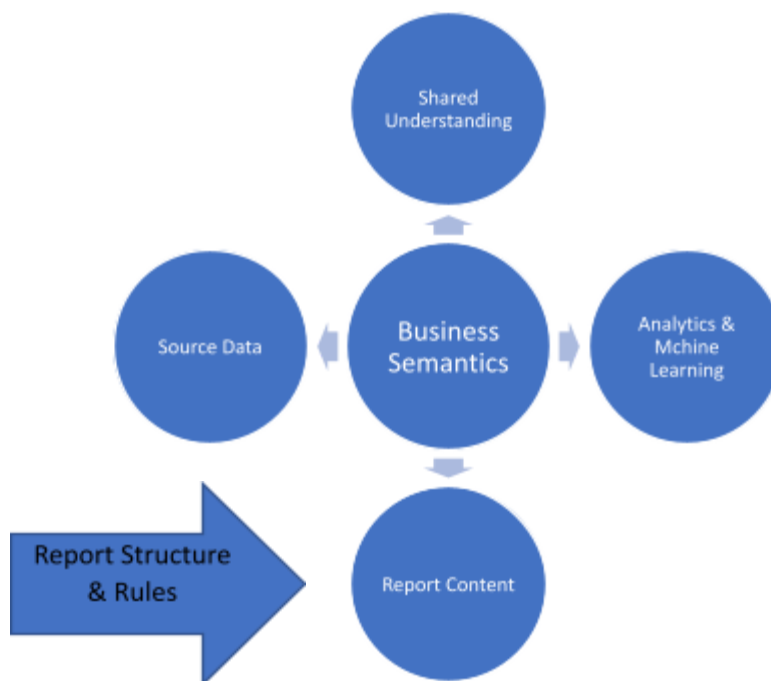 Shared
Understanding
Source Data
Business
Semantics
Analytics &
Mchine
Learning
Report Structure
& Rules
Report Content